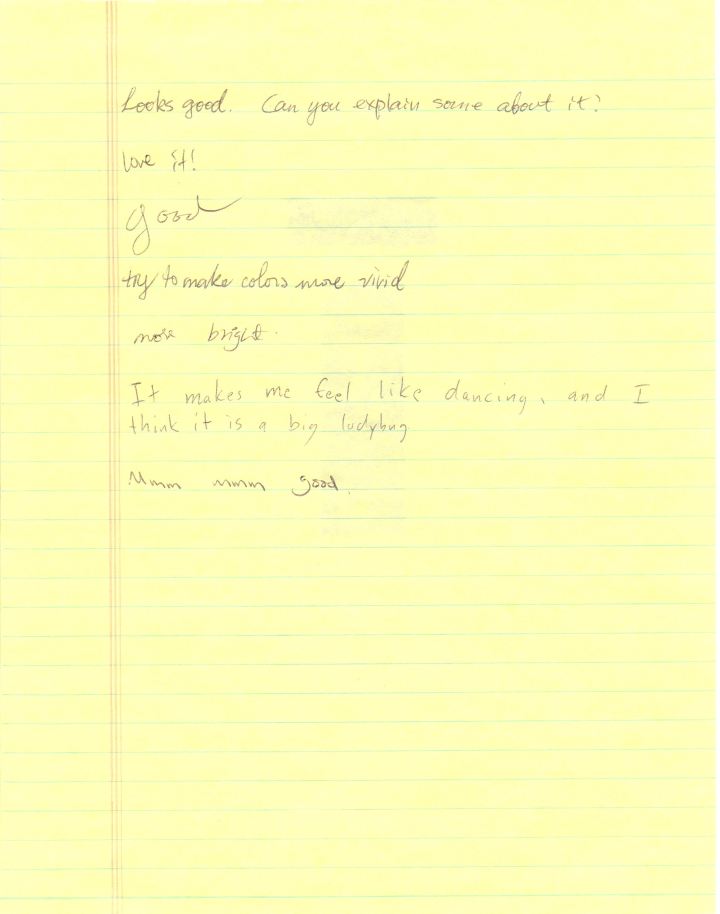 Looks good. Can you explain some about it?
Love it!
good
try to make colors more vivid
more bright.
It makes me feel like dancing, and I
think it is a big ladybug
Mmm mmm good.